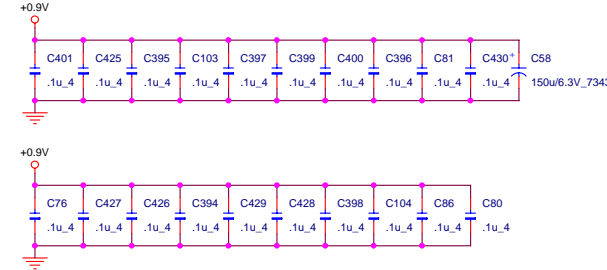 +0.9V
C401 C425 C395 C103 C397 C399 C400 C396 C81 C430 + C58
.1u_4 .1u_4 .1u_4 .1u_4 .1u_4 .1u_4 .1u_4 .1u_4 .1u_4 .1u_4 150u/6.3V_7343
+0.9V
C76 C427 C426 C394 C429 C428 C398 C104 C86 C80
.1u_4 .1u_4 .1u_4 .1u_4 .1u_4 .1u_4 .1u_4 .1u_4 .1u_4 .1u_4